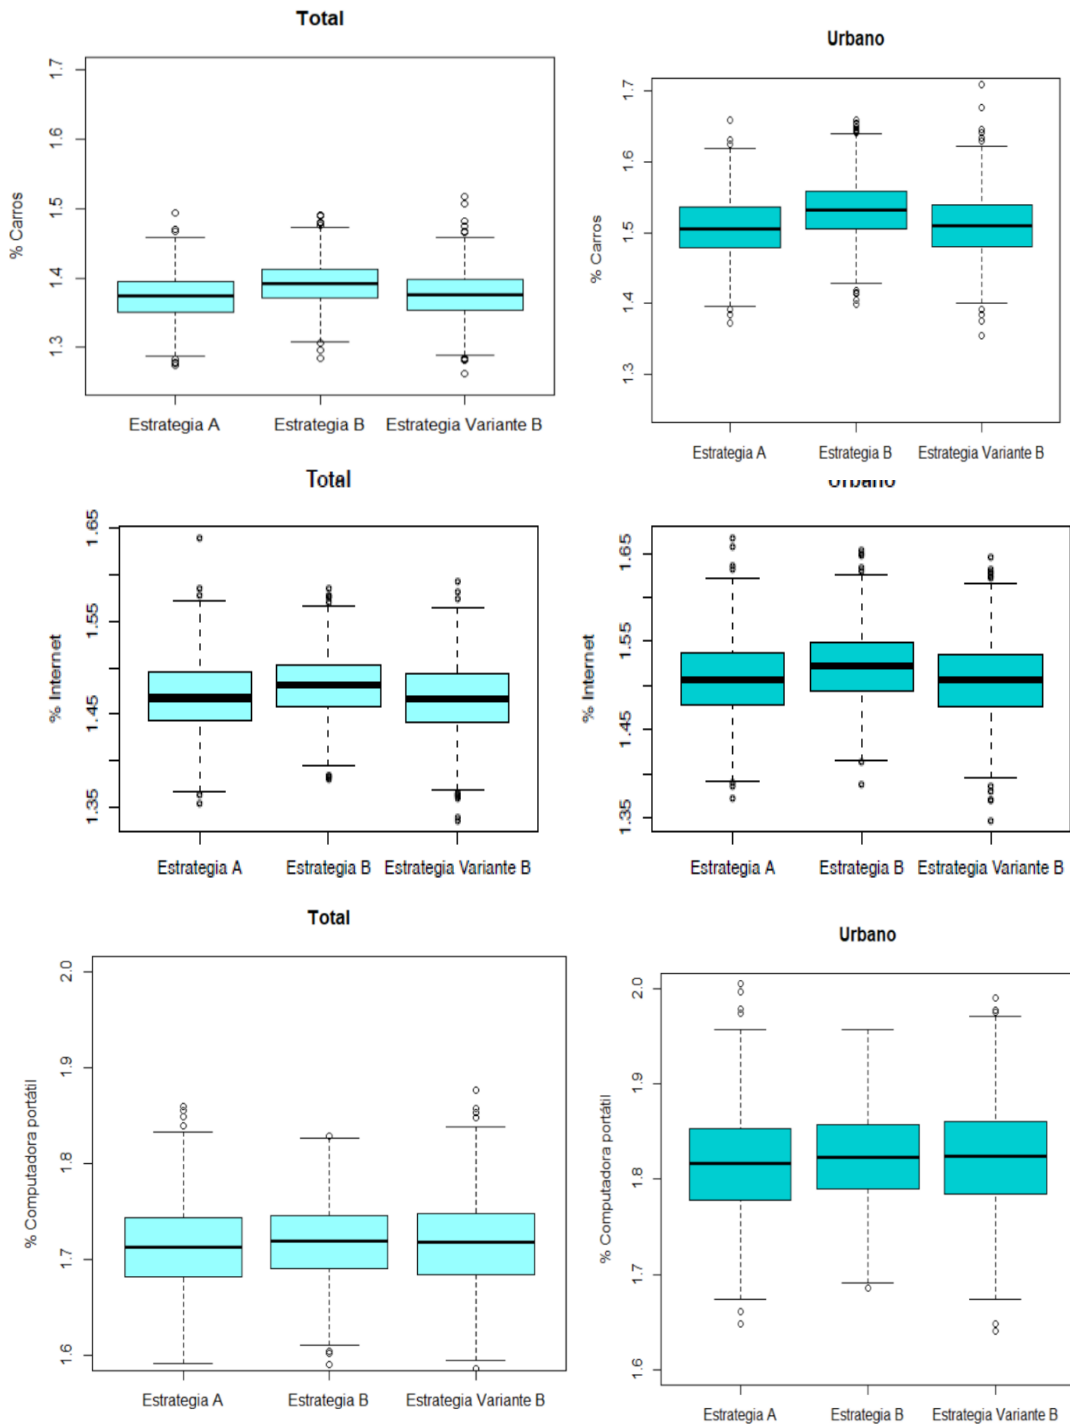 Total
% Carros
1.7
1.6
1.5
1.4
1.3
Estrategia A Estrategia B Estrategia Variante B
Urbano
% Carros
1.7
1.6
1.5
1.4
1.3
Estrategia A Estrategia B Estrategia Variante B
Total
% Internet
1.65
1.55
1.45
1.35
Estrategia A Estrategia B Estrategia Variante B
Urbano
% Internet
1.65
1.55
1.45
1.35
Estrategia A Estrategia B Estrategia Variante B
Total
% Computadora portátil
2.0
1.9
1.8
1.7
1.6
Estrategia A Estrategia B Estrategia Variante B
Urbano
% Computadora portátil
2.0
1.9
1.8
1.7
1.6
Estrategia A Estrategia B Estrategia Variante B